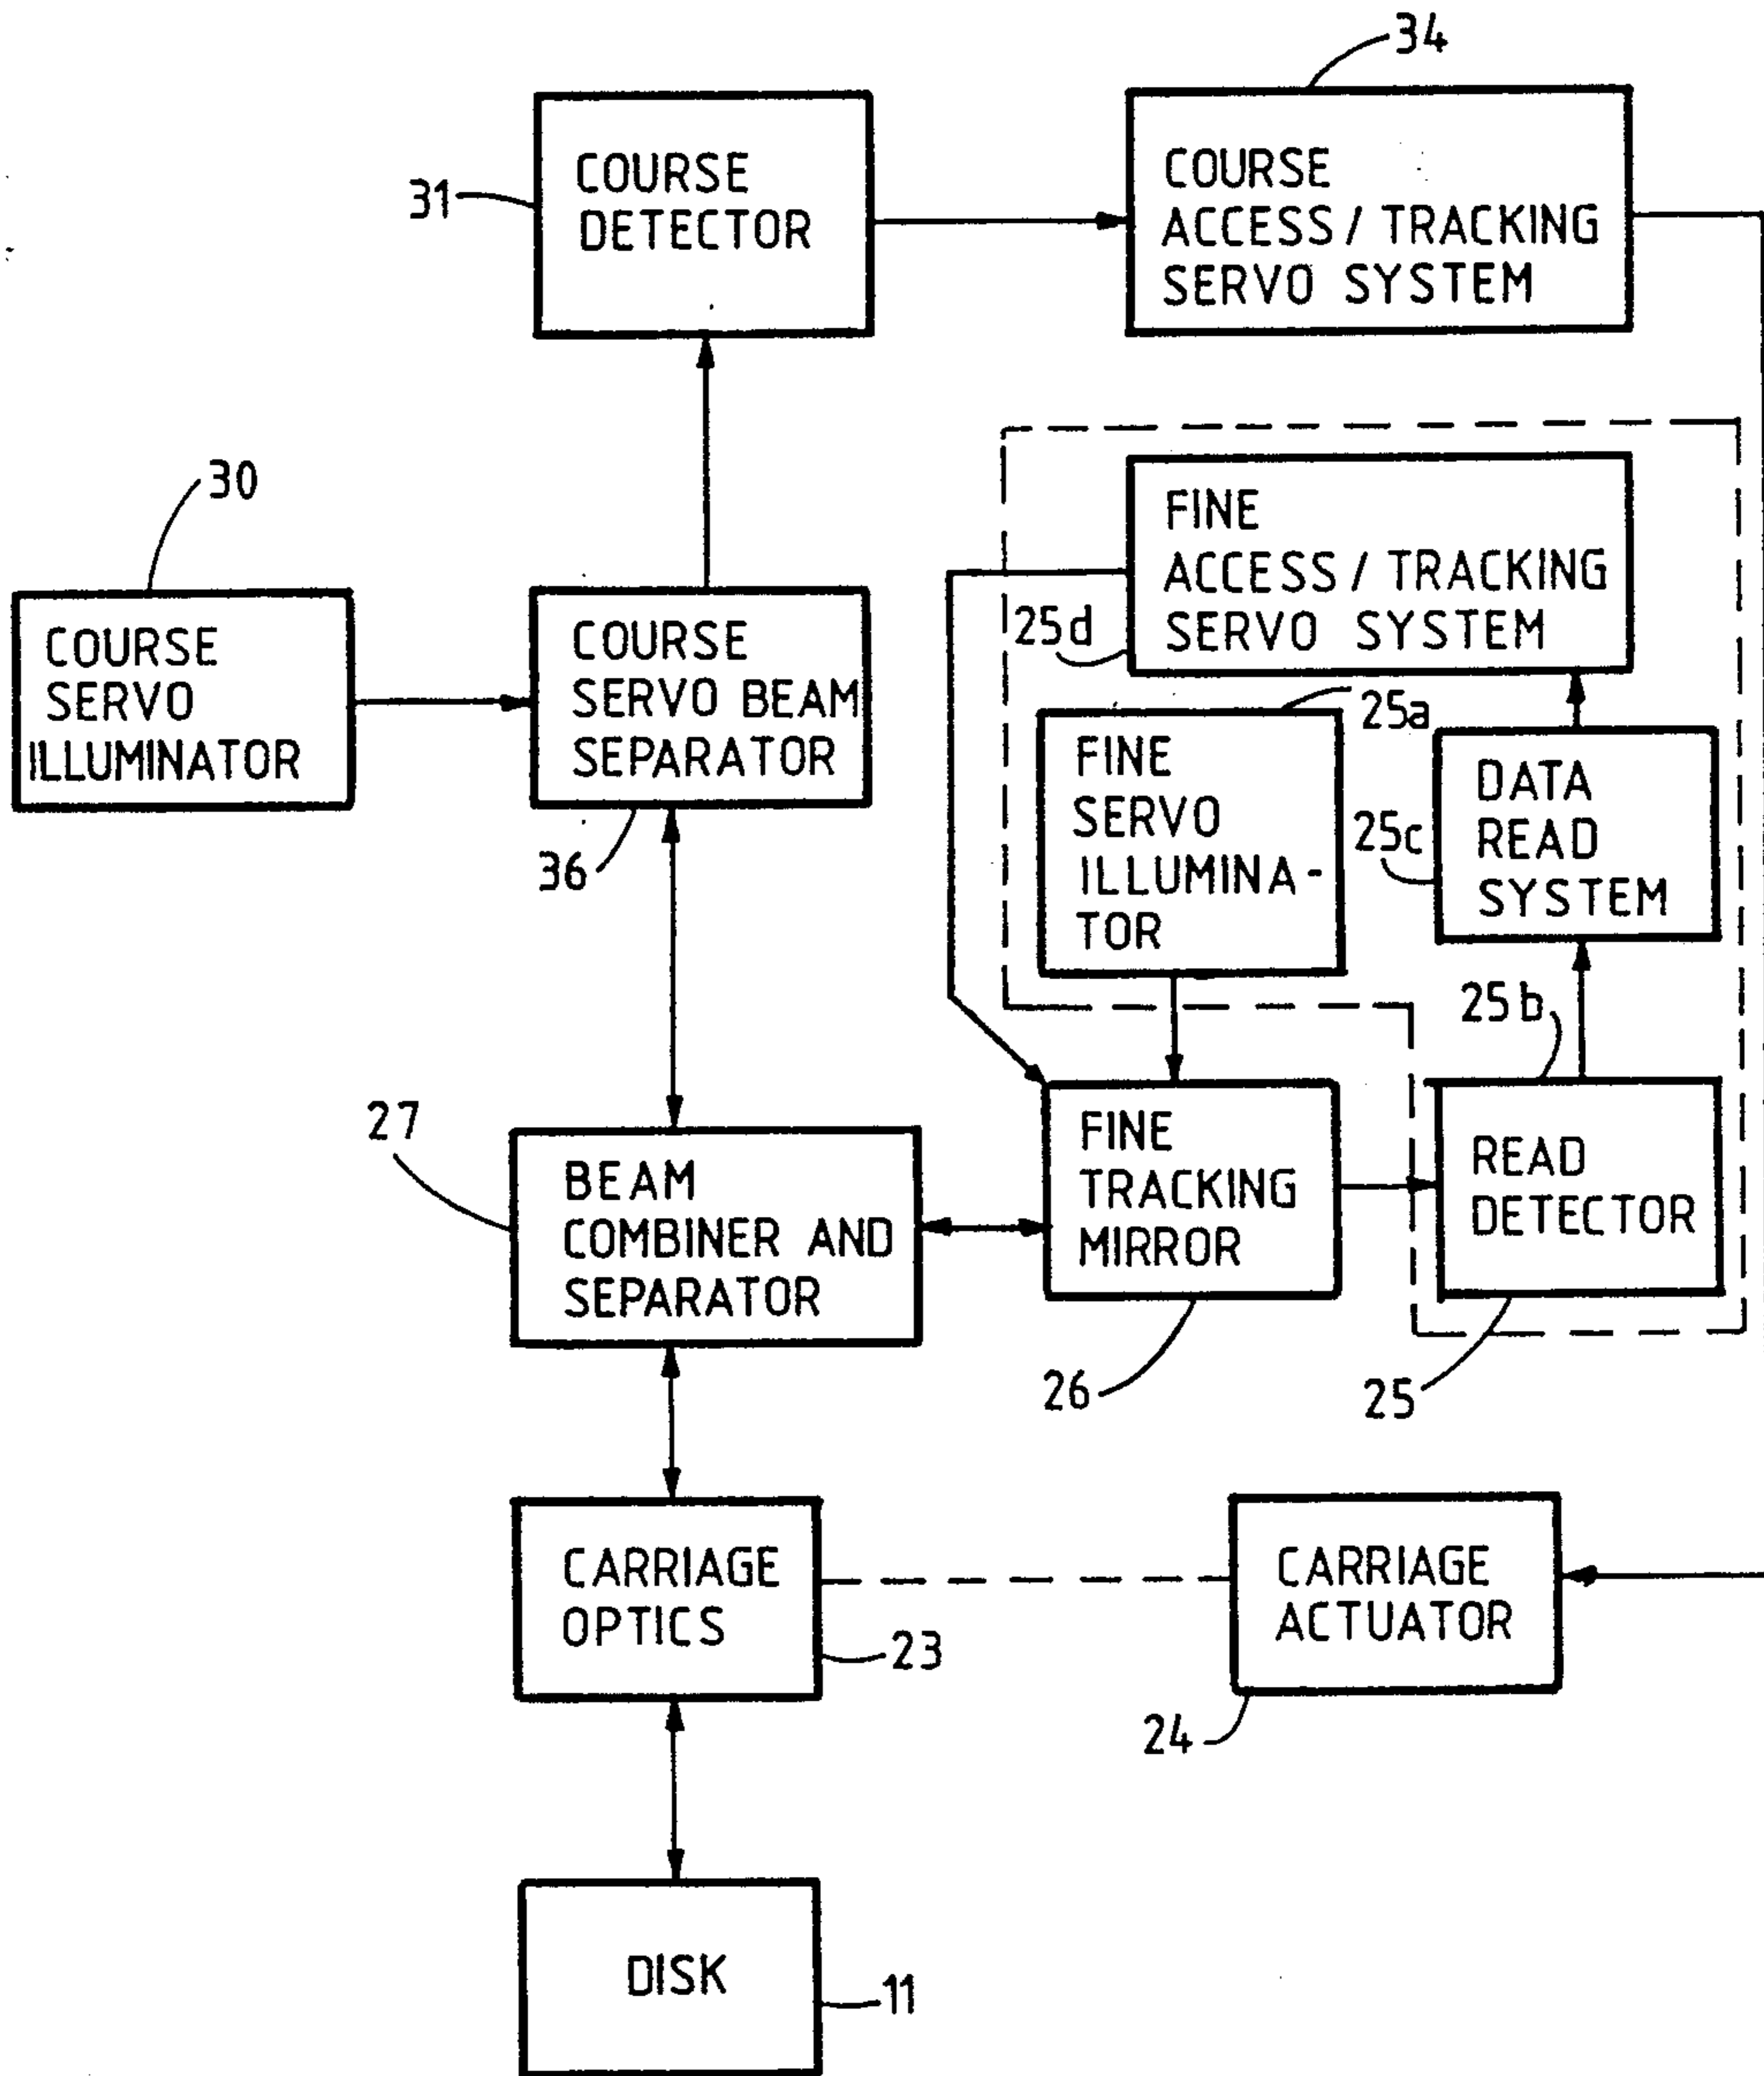 34
COURSE
DETECTOR
31
COURSE
ACCESS / TRACKING
SERVO SYSTEM
30
COURSE
SERVO
ILLUMINATOR
COURSE
SERVO BEAM
SEPARATOR
36
FINE
ACCESS / TRACKING
SERVO SYSTEM
25d
25a
FINE
SERVO
ILLUMINA-
TOR
25c
DATA
READ
SYSTEM
25b
27
BEAM
COMBINER AND
SEPARATOR
FINE
TRACKING
MIRROR
READ
DETECTOR
26
25
CARRIAGE
OPTICS
23
CARRIAGE
ACTUATOR
24
DISK
11